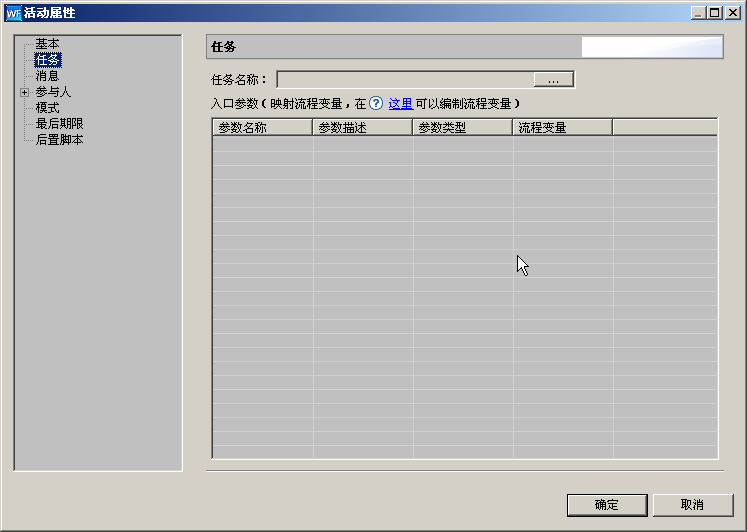 WF 活动属性
基本
任务
消息
参与人
模式
最后期限
后置脚本
任务
任务名称： ...
入口参数（映射流程变量，在 ? 这里 可以编制流程变量）
参数名称 参数描述 参数类型 流程变量
确定 取消